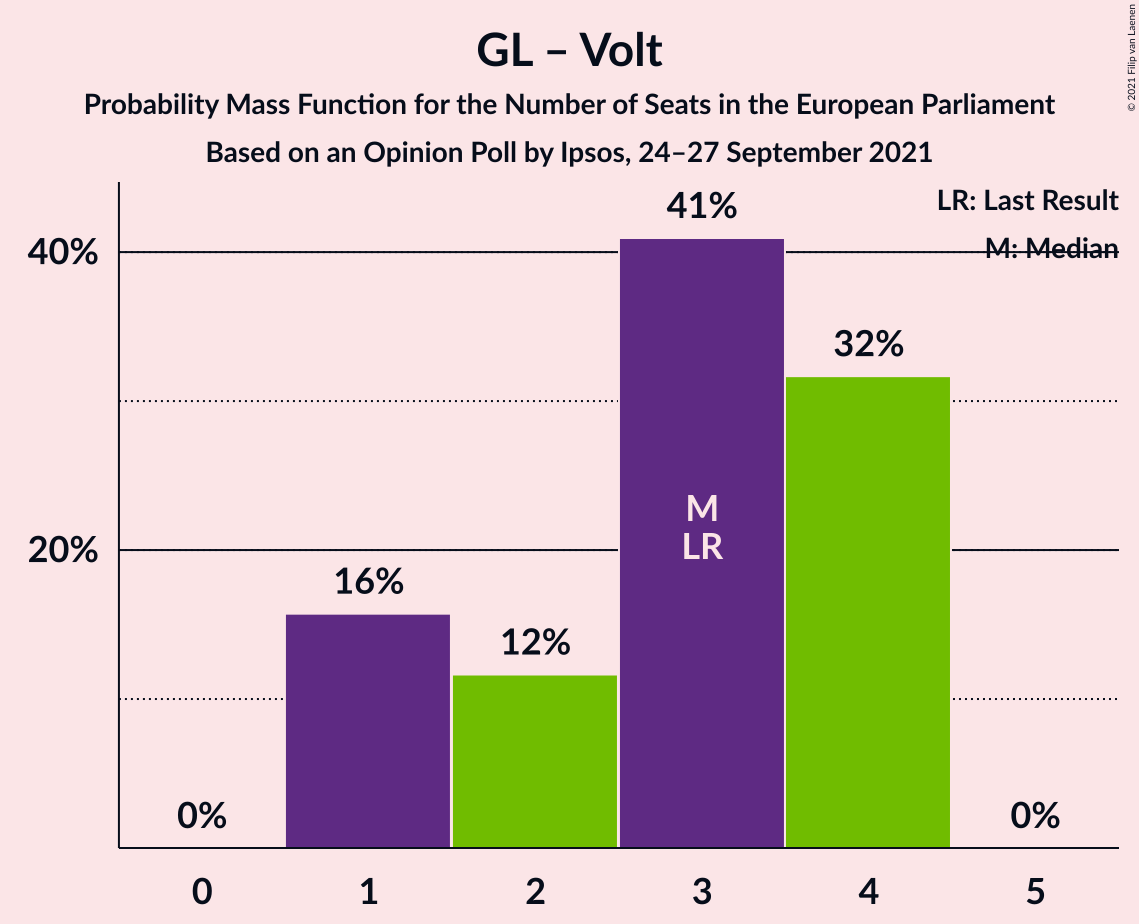 GL – Volt
Probability Mass Function for the Number of Seats in the European Parliament
Based on an Opinion Poll by Ipsos, 24–27 September 2021
© 2021 Filip van Laenen
LR: Last Result
M: Median
40%
20%
0%
16%
12%
41%
32%
0%
M
LR
0 1 2 3 4 5